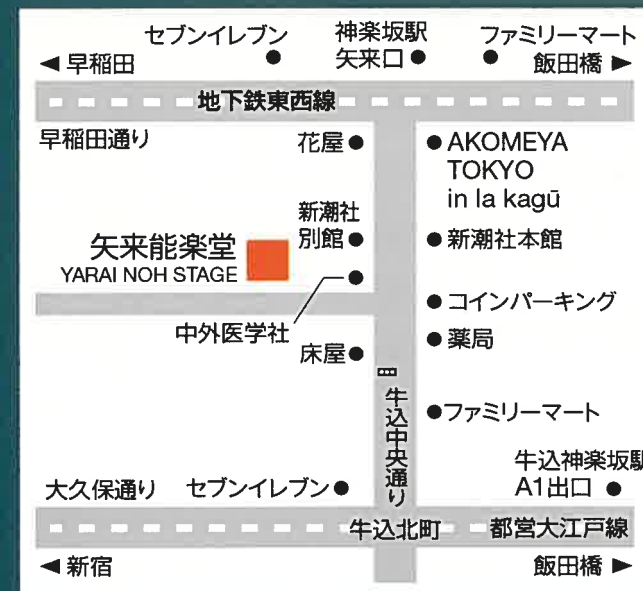 セブンイレブン
神楽坂駅
矢来口
ファミリーマート
◀ 早稲田
飯田橋 ▶
地下鉄東西線
早稲田通り
花屋
AKOMEYA
TOKYO
in la kagū
新潮社
別館
新潮社本館
矢来能楽堂
YARAI NOH STAGE
コインパーキング
中外医学社
薬局
床屋
牛込中央通り
ファミリーマート
牛込神楽坂駅
A1出口
大久保通り
セブンイレブン
牛込北町
都営大江戸線
◀ 新宿
飯田橋 ▶